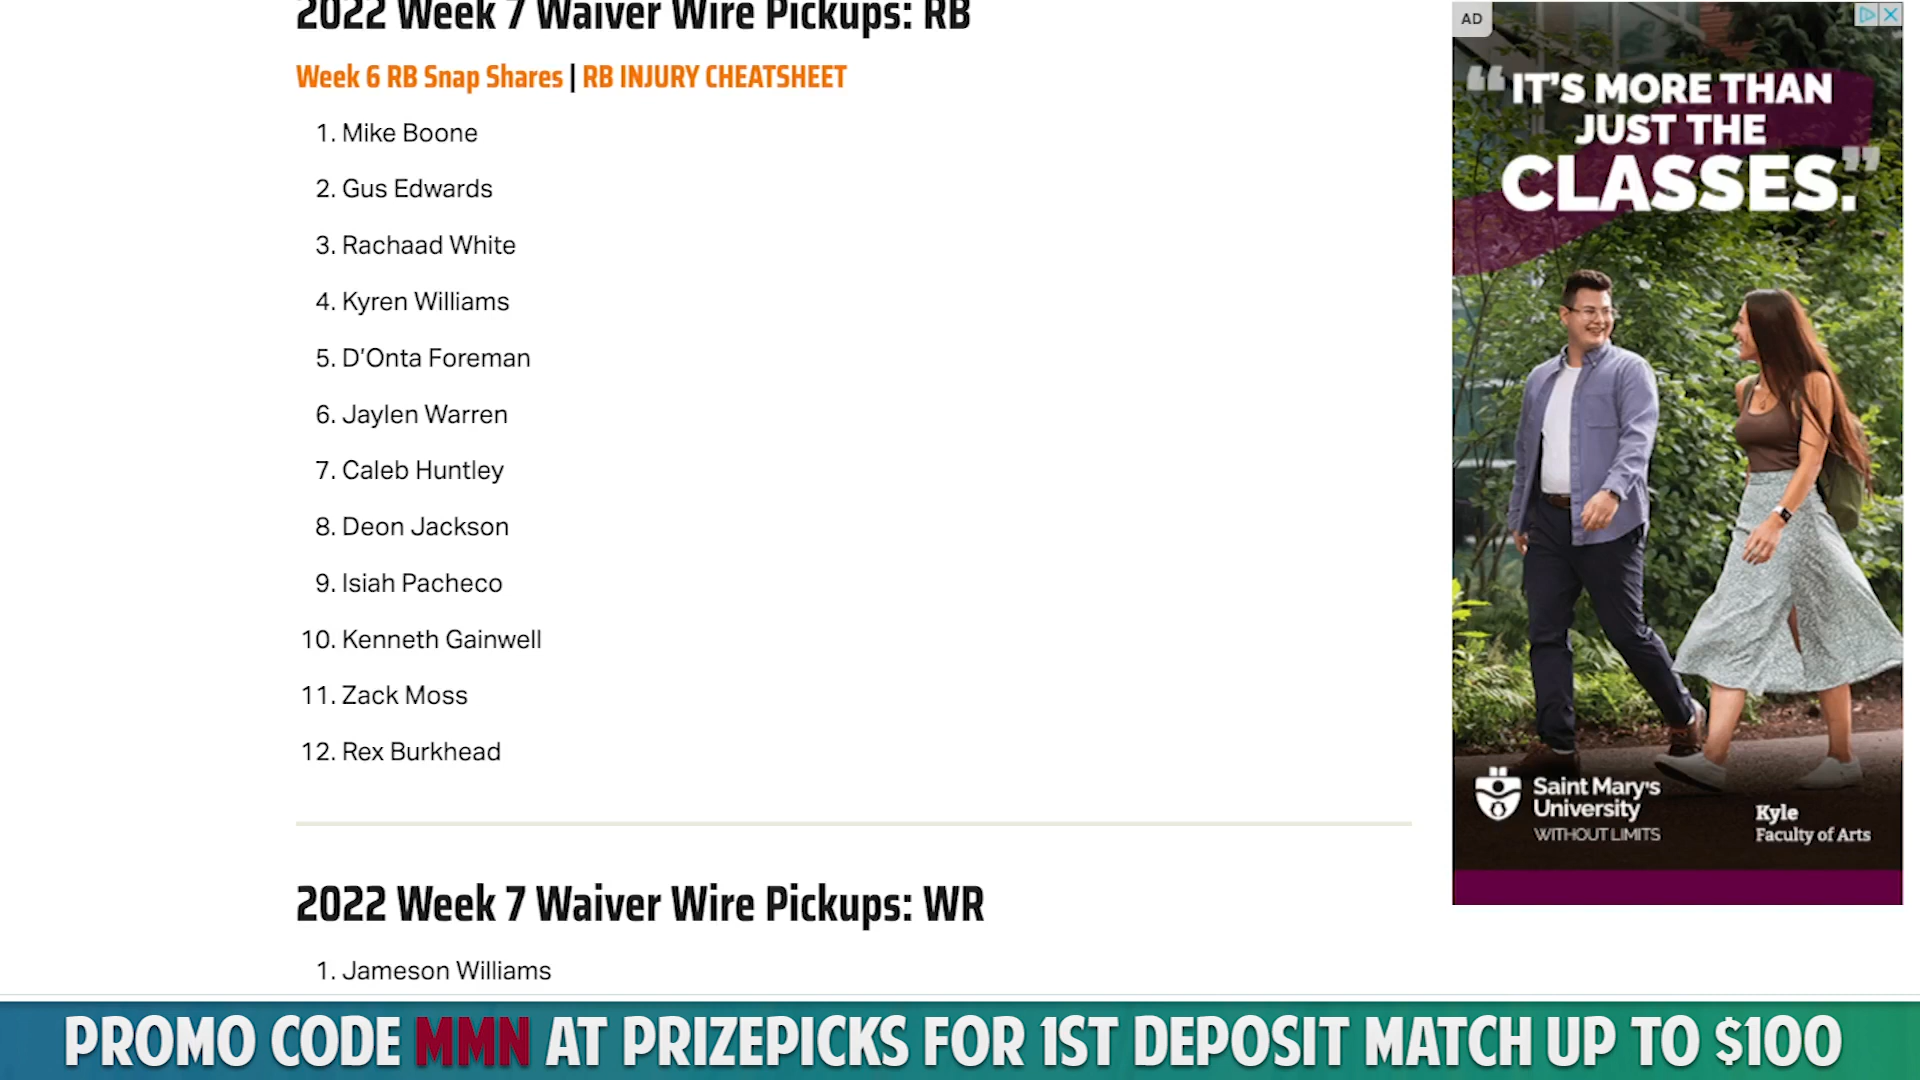 2022 Week 7 Waiver Wire Pickups: RB
Week 6 RB Snap Shares | RB INJURY CHEATSHEET
1. Mike Boone
2. Gus Edwards
3. Rachaad White
4. Kyren Williams
5. D'Onta Foreman
6. Jaylen Warren
7. Caleb Huntley
8. Deon Jackson
9. Isiah Pacheco
10. Kenneth Gainwell
11. Zack Moss
12. Rex Burkhead
2022 Week 7 Waiver Wire Pickups: WR
1. Jameson Williams
AD
"IT'S MORE THAN
JUST THE
CLASSES."
Saint Mary's
University
WITHOUT LIMITS
Kyle
Faculty of Arts
PROMO CODE MMN AT PRIZEPICKS FOR 1ST DEPOSIT MATCH UP TO $100